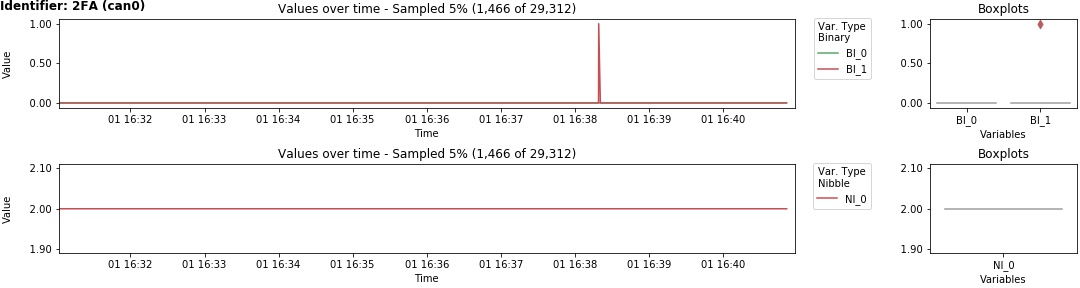 Identifier: 2FA (can0)
Values over time - Sampled 5% (1,466 of 29,312)
Value
1.00
0.50
0.00
01 16:32 01 16:33 01 16:34 01 16:35 01 16:36 01 16:37 01 16:38 01 16:39 01 16:40
Time
Var. Type
Binary
BI_0
BI_1
Boxplots
1.00
0.50
0.00
BI_0 BI_1
Variables
Values over time - Sampled 5% (1,466 of 29,312)
Value
2.10
2.00
1.90
01 16:32 01 16:33 01 16:34 01 16:35 01 16:36 01 16:37 01 16:38 01 16:39 01 16:40
Time
Var. Type
Nibble
NI_0
Boxplots
2.10
2.00
1.90
NI_0
Variables